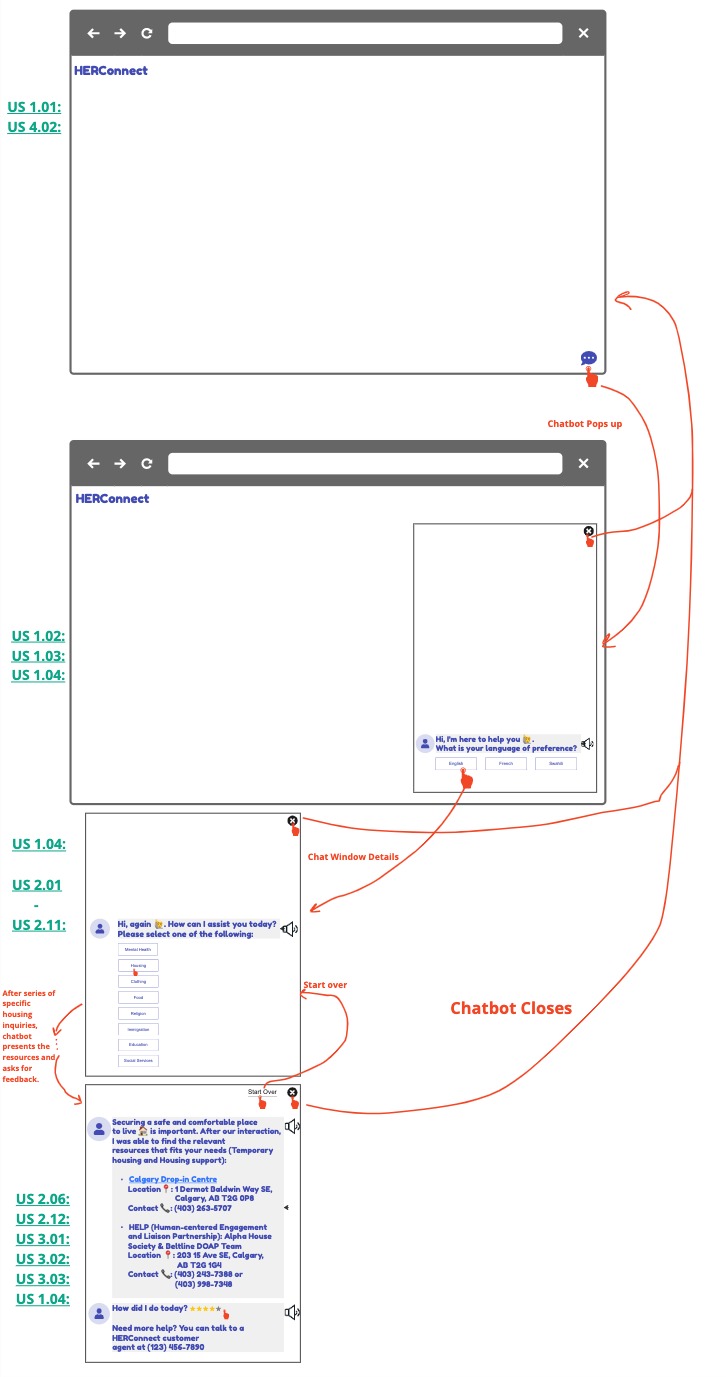 HERConnect
US 1.01:
US 4.02:
Chatbot Pops up
HERConnect
US 1.02:
US 1.03:
US 1.04:
Hi, I'm here to help you 🙋.
What is your language of preference?
English
French
Swahili
US 1.04:
US 2.01
-
US 2.11:
Chat Window Details
Hi, again 🙋. How can I assist you today?
Please select one of the following:
Mental Health
Housing
Clothing
Food
Religion
Immigration
Education
Social Services
Start over
Chatbot Closes
After series of
specific
housing
inquiries,
chatbot
presents the
resources and
asks for
feedback.
Start Over
Securing a safe and comfortable place
to live 🏠 is important. After our interaction,
I was able to find the relevant
resources that fits your needs (Temporary
housing and Housing support):
• Calgary Drop-in Centre
Location📍: 1 Dermot Baldwin Way SE,
Calgary, AB T2G 0P8
Contact 📞: (403) 263-5707
• HELP (Human-centered Engagement
and Liaison Partnership): Alpha House
Society & Beltline DOAP Team
Location📍: 203 15 Ave SE, Calgary,
AB T2G 1G4
Contact 📞: (403) 243-7388 or
(403) 998-7348
US 2.06:
US 2.12:
US 3.01:
US 3.02:
US 3.03:
US 1.04:
How did I do today? ★★★★★
Need more help? You can talk to a
HERConnect customer
agent at (123) 456-7890